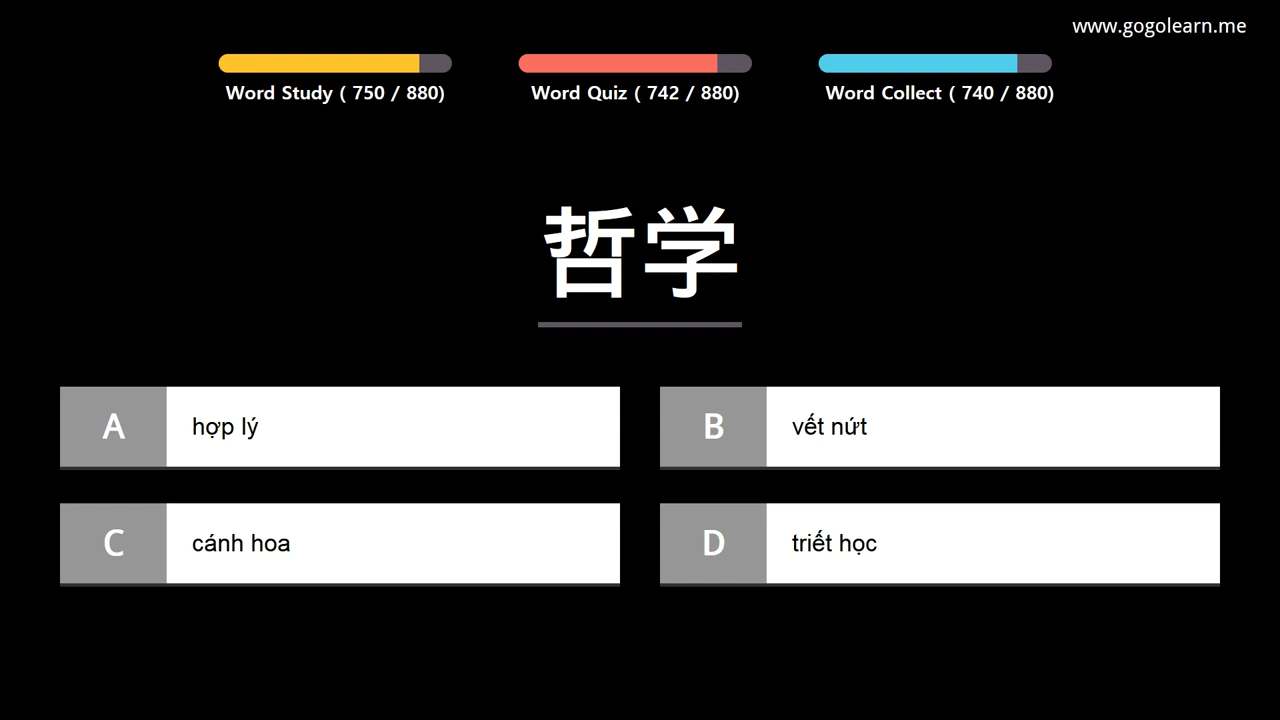 www.gogolearn.me
Word Study ( 750 / 880)
Word Quiz ( 742 / 880)
Word Collect ( 740 / 880)
哲学
A hợp lý
B vết nứt
C cánh hoa
D triết học